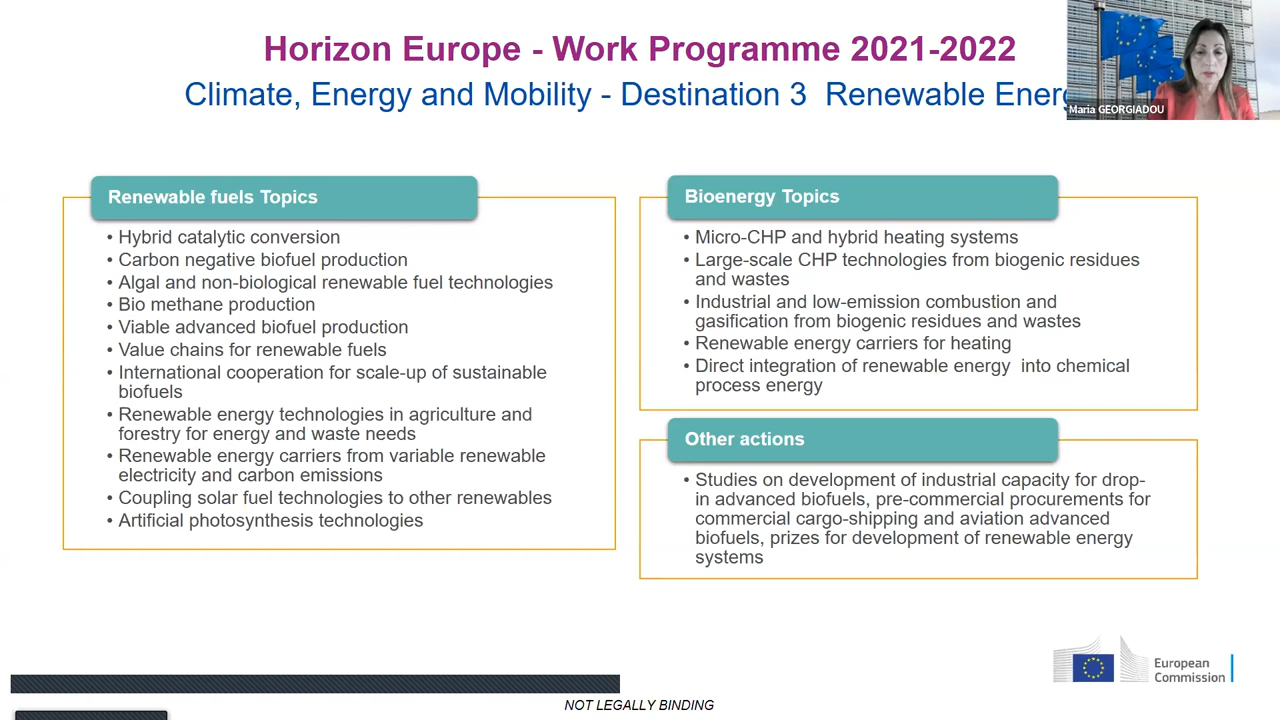 Horizon Europe - Work Programme 2021-2022
Climate, Energy and Mobility - Destination 3 Renewable
Maria GEORGIADOU
Renewable fuels Topics
• Hybrid catalytic conversion
• Carbon negative biofuel production
• Algal and non-biological renewable fuel technologies
• Bio methane production
• Viable advanced biofuel production
• Value chains for renewable fuels
• International cooperation for scale-up of sustainable
biofuels
• Renewable energy technologies in agriculture and
forestry for energy and waste needs
• Renewable energy carriers from variable renewable
electricity and carbon emissions
• Coupling solar fuel technologies to other renewables
• Artificial photosynthesis technologies
Bioenergy Topics
• Micro-CHP and hybrid heating systems
• Large-scale CHP technologies from biogenic residues
and wastes
• Industrial and low-emission combustion and
gasification from biogenic residues and wastes
• Renewable energy carriers for heating
• Direct integration of renewable energy into chemical
process energy
Other actions
• Studies on development of industrial capacity for drop-
in advanced biofuels, pre-commercial procurements for
commercial cargo-shipping and aviation advanced
biofuels, prizes for development of renewable energy
systems
European
Commission
NOT LEGALLY BINDING